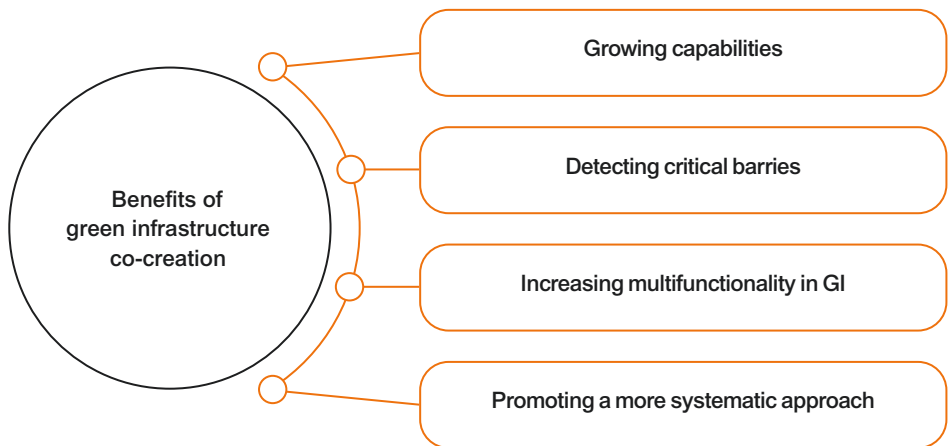 Benefits of
green infrastructure
co-creation
Growing capabilities
Detecting critical barries
Increasing multifunctionality in GI
Promoting a more systematic approach